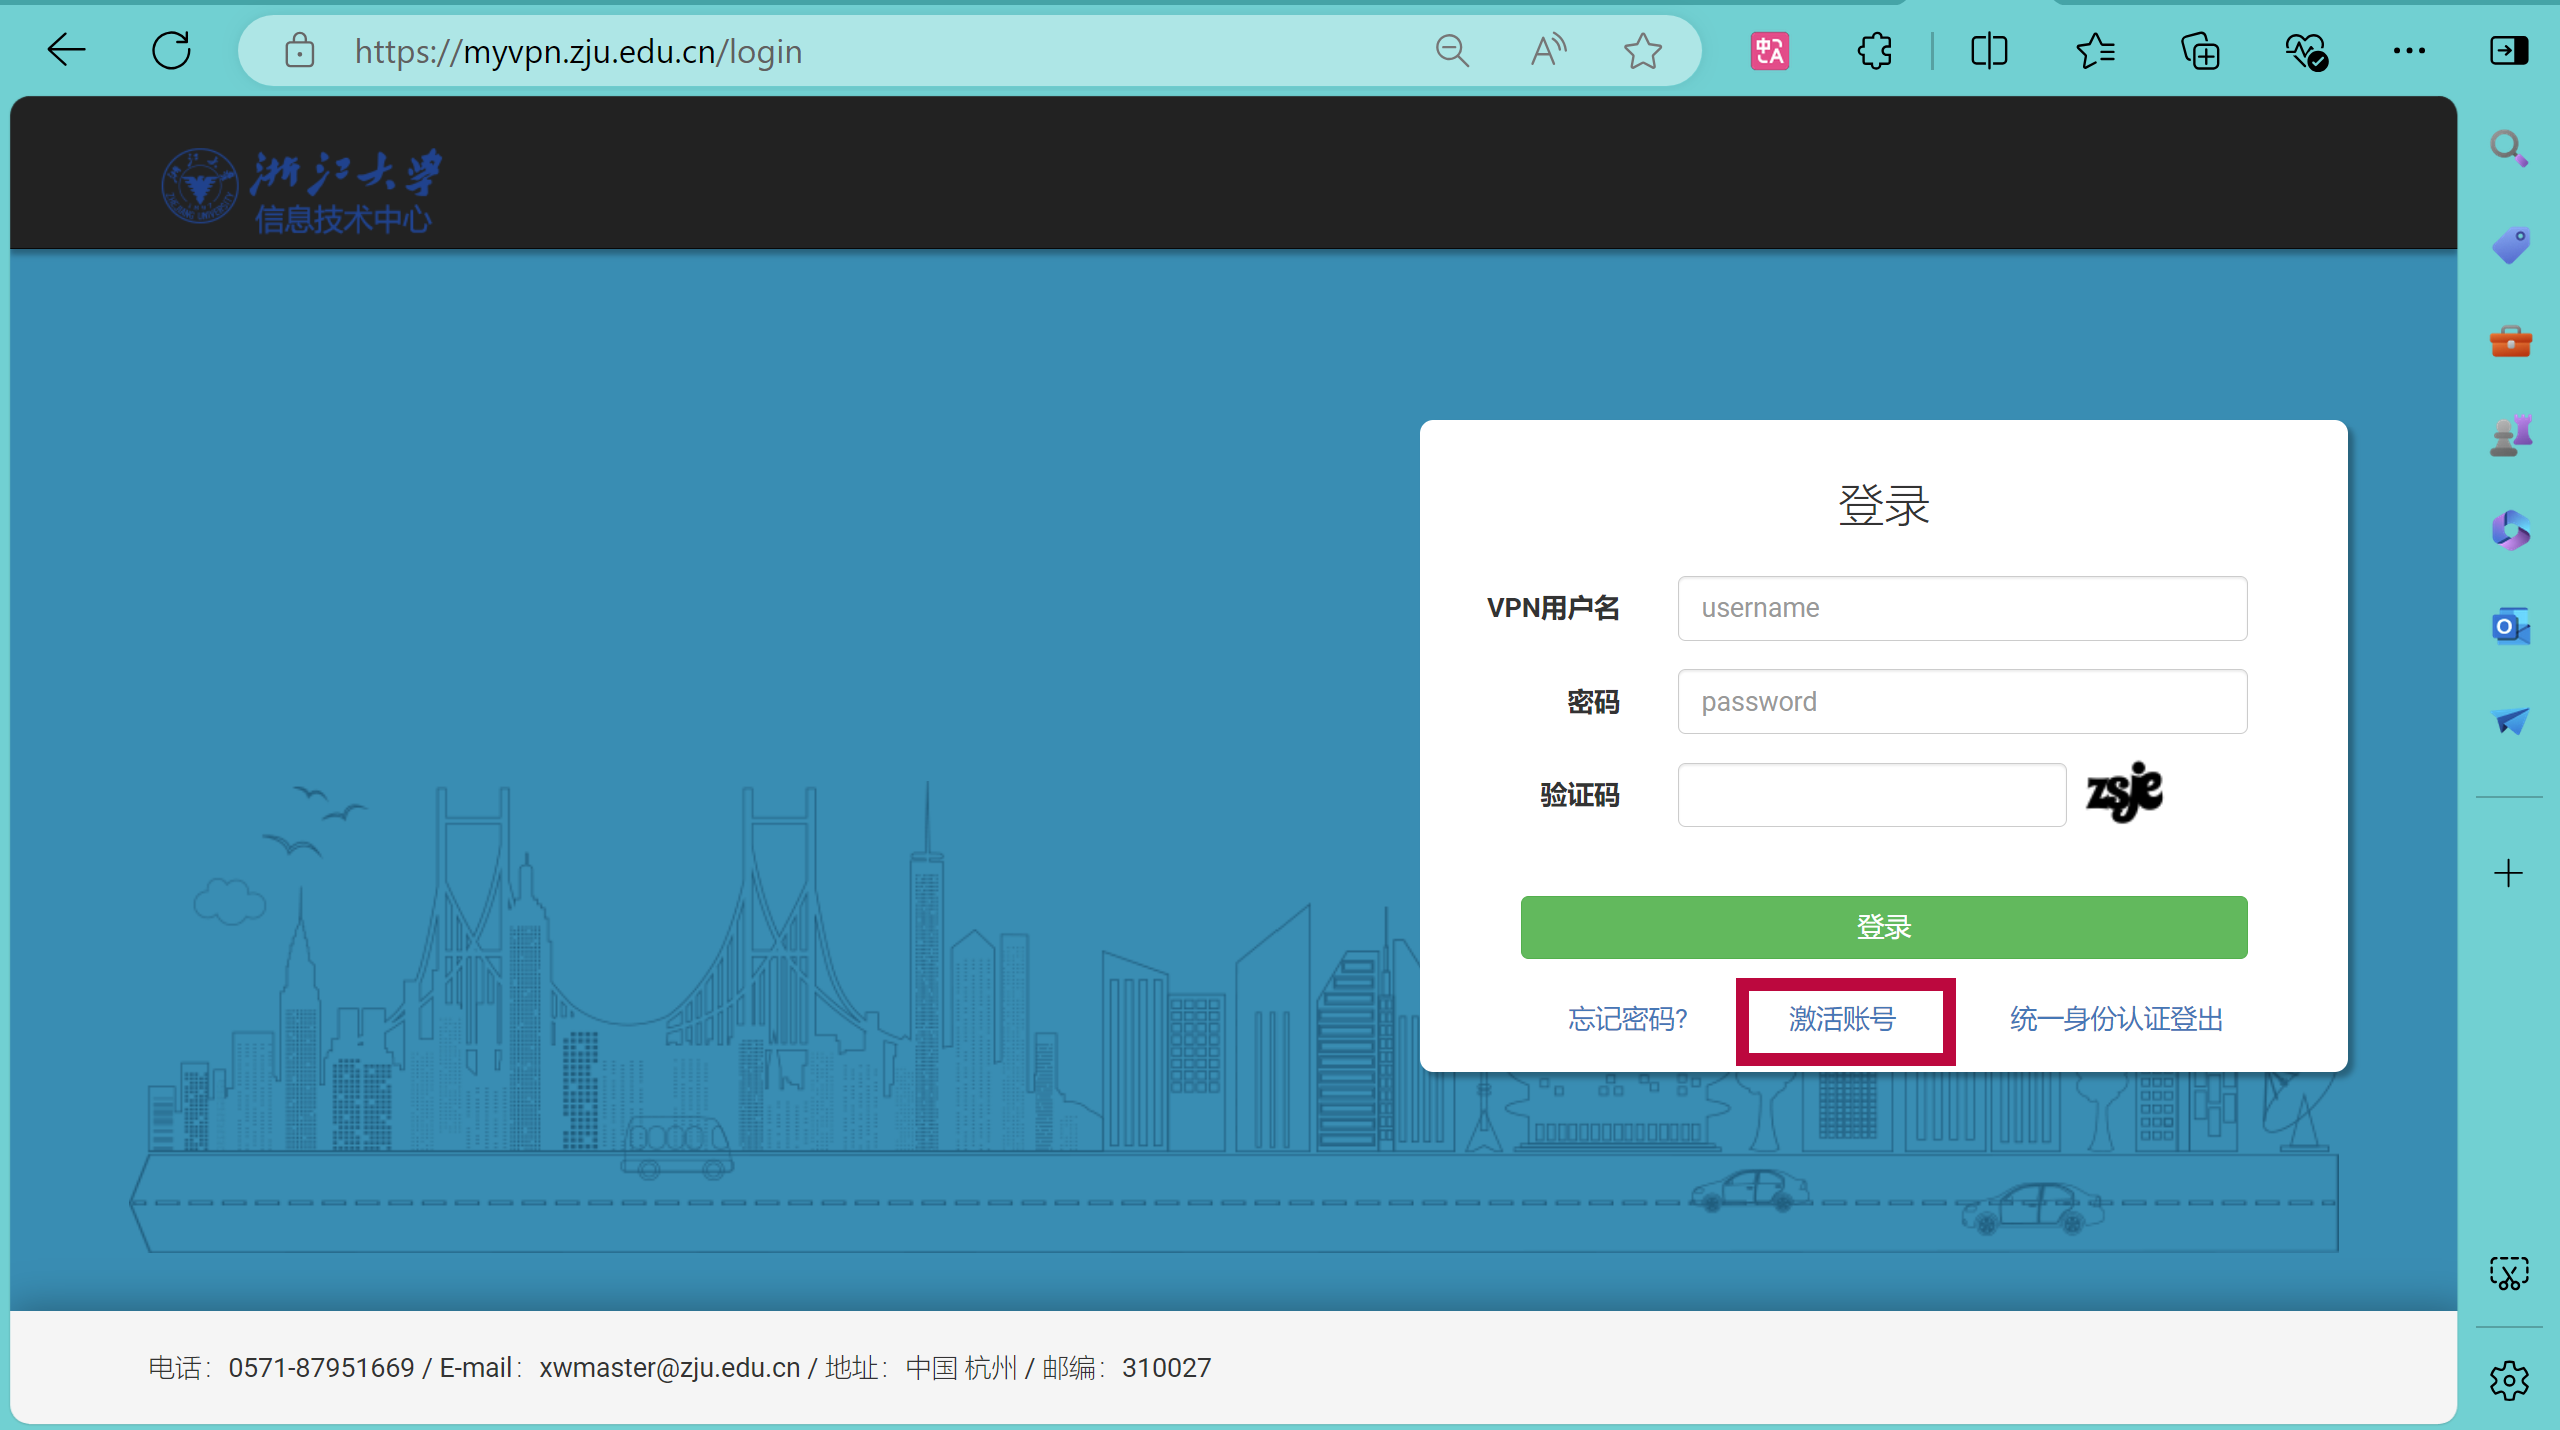 https://myvpn.zju.edu.cn/login
浙江大学
信息技术中心
登录
VPN用户名 username
密码 password
验证码 zsje
登录
忘记密码? 激活账号 统一身份认证登出
电话：0571-87951669 / E-mail：xwmaster@zju.edu.cn / 地址：中国 杭州 / 邮编：310027